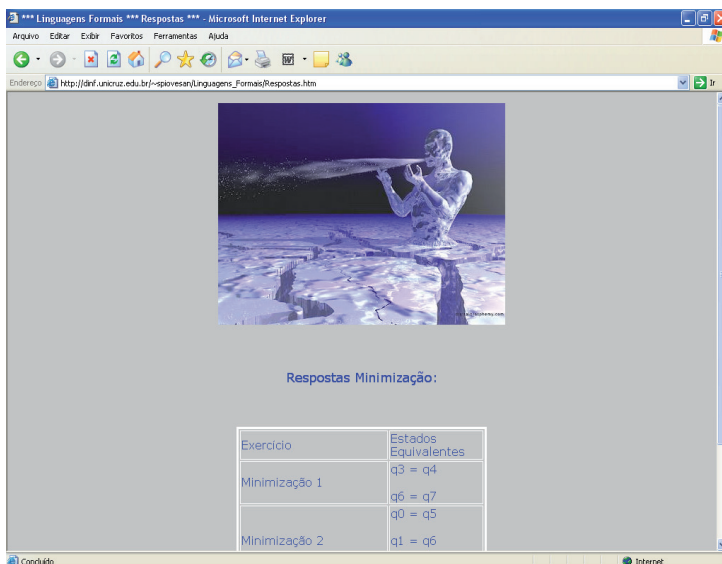 *** Linguagens Formais *** Respostas *** - Microsoft Internet Explorer
Arquivo Editar Exibir Favoritos Ferramentas Ajuda
Endereço http://dinf.unicruz.edu.br/~spiovesan/Linguagens_Formais/Respostas.htm Ir
Respostas Minimização:
Exercício Estados Equivalentes
Minimização 1
q3 = q4
q6 = q7
Minimização 2
q0 = q5
q1 = q6
Concluído Internet